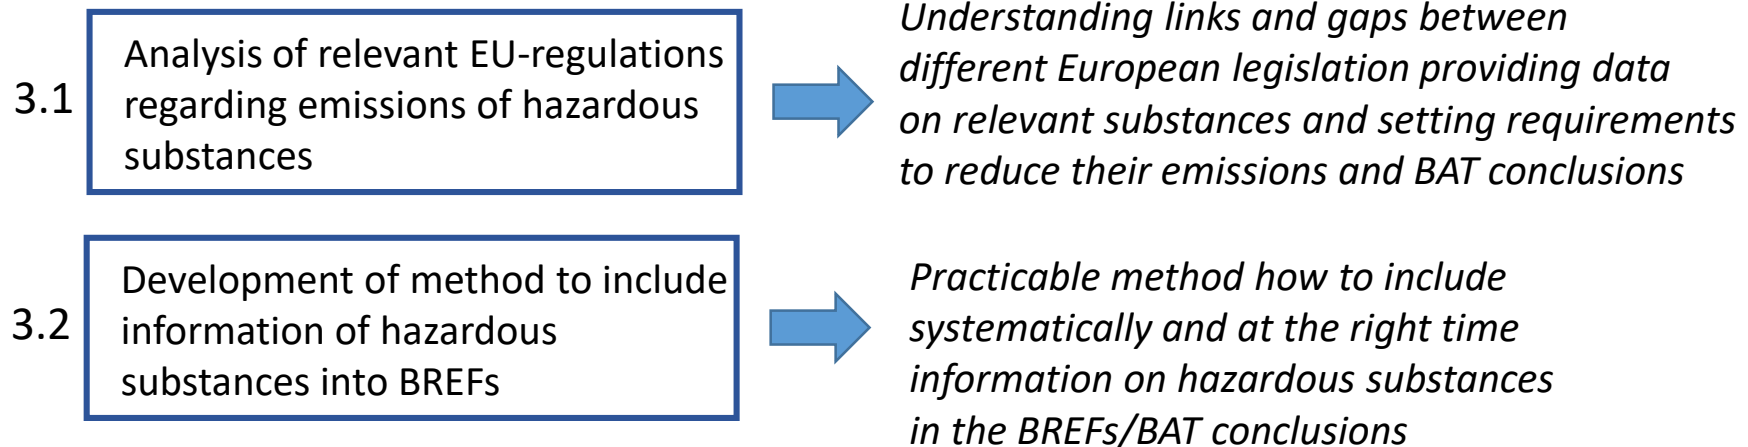 3.1
Analysis of relevant EU-regulations
regarding emissions of hazardous
substances
Understanding links and gaps between
different European legislation providing data
on relevant substances and setting requirements
to reduce their emissions and BAT conclusions
3.2
Development of method to include
information of hazardous
substances into BREFs
Practicable method how to include
systematically and at the right time
information on hazardous substances
in the BREFs/BAT conclusions